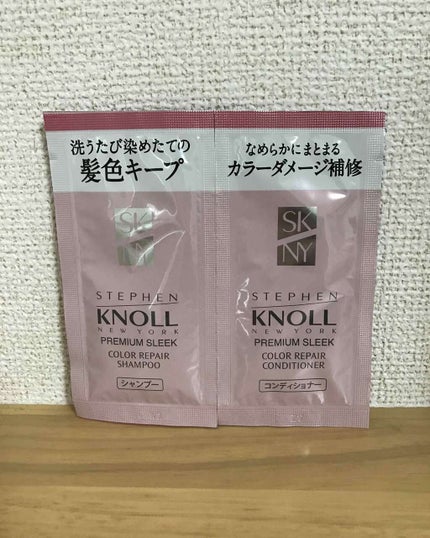 洗うたび染めたての
髪色キープ
SK
NY
STEPHEN
KNOLL
NEW YORK
PREMIUM SLEEK
COLOR REPAIR
SHAMPOO
シャンプー
なめらかにまとまる
カラーダメージ補修
SK
NY
STEPHEN
KNOLL
NEW YORK
PREMIUM SLEEK
COLOR REPAIR
CONDITIONER
コンディショナー